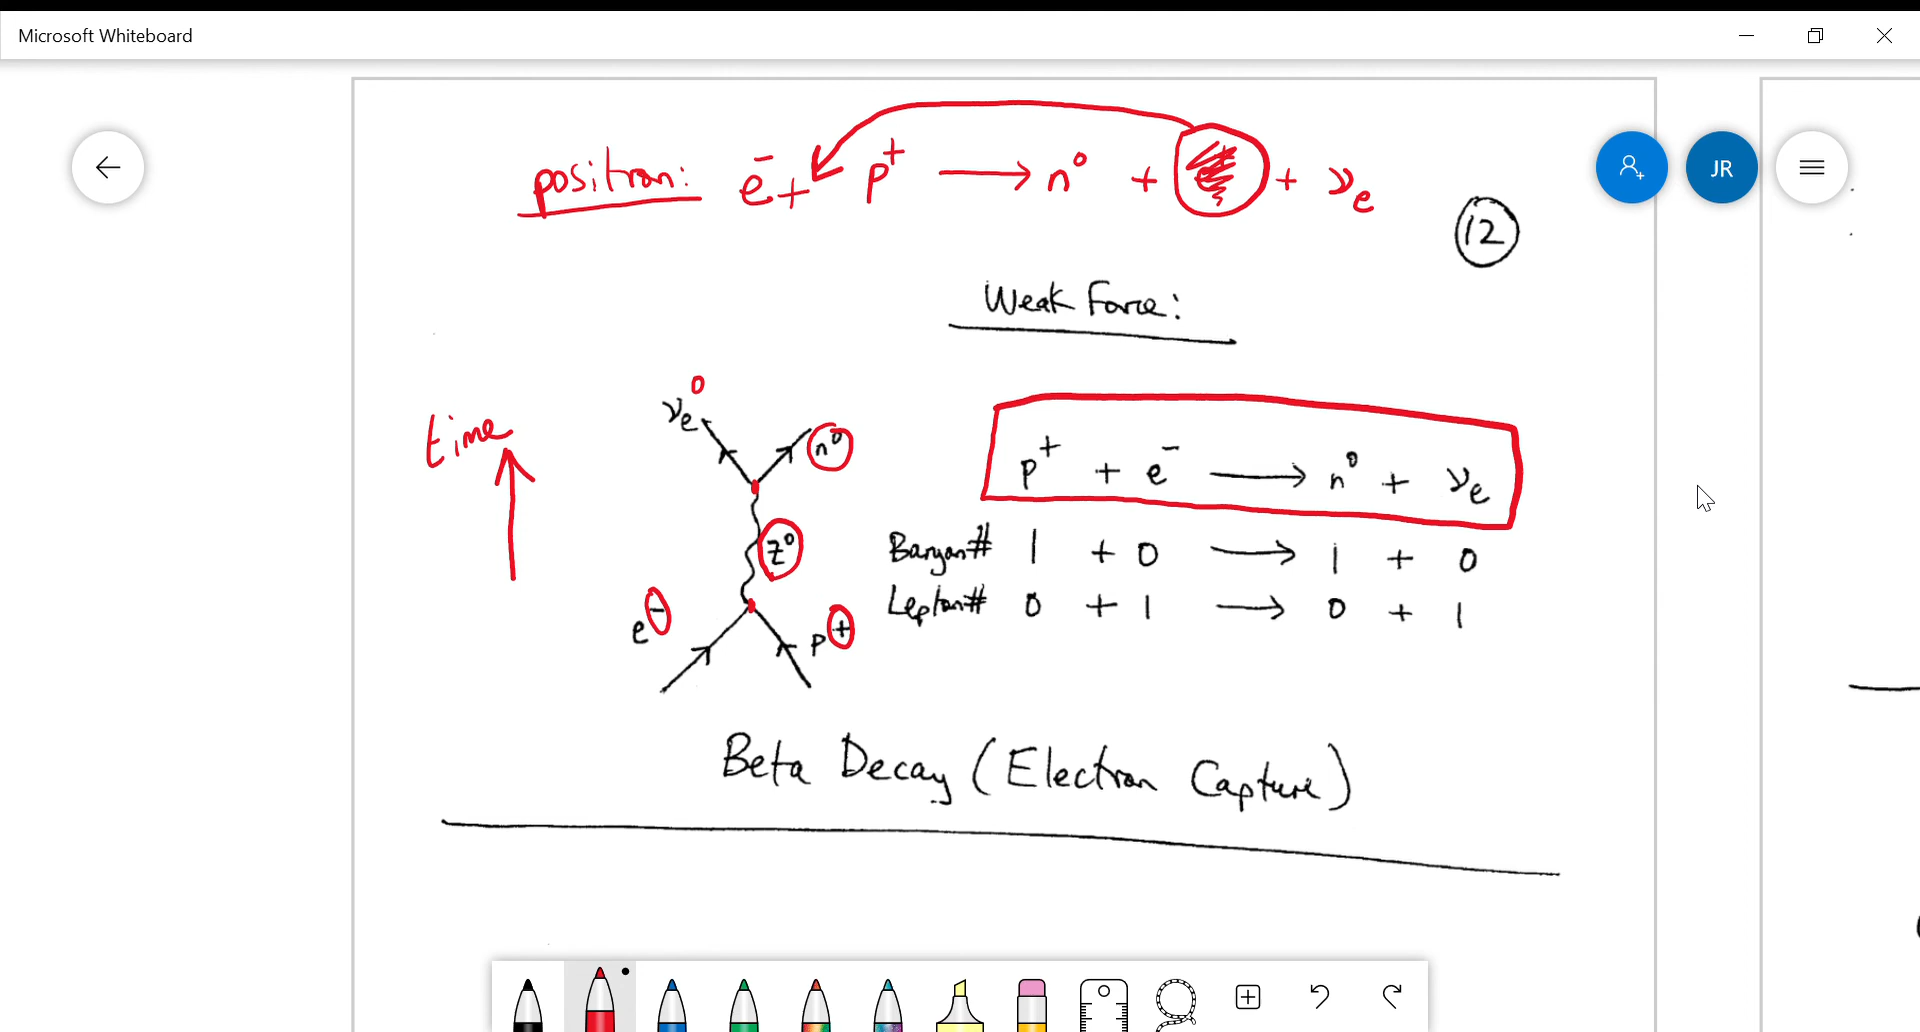 Microsoft Whiteboard
positron: e⁻ + p⁺ → n⁰ + + νe
JR
12
Weak Force:
time
νe⁰
n⁰
Z⁰
e⁻
p⁺
p⁺ + e⁻ → n⁰ + νe
Baryon# 1 + 0 → 1 + 0
Lepton# 0 + 1 → 0 + 1
Beta Decay (Electron Capture)